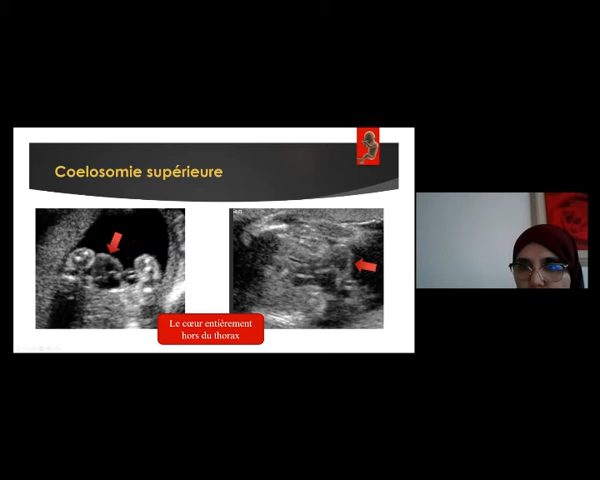 Coelosomie supérieure
Le cœur entièrement
hors du thorax